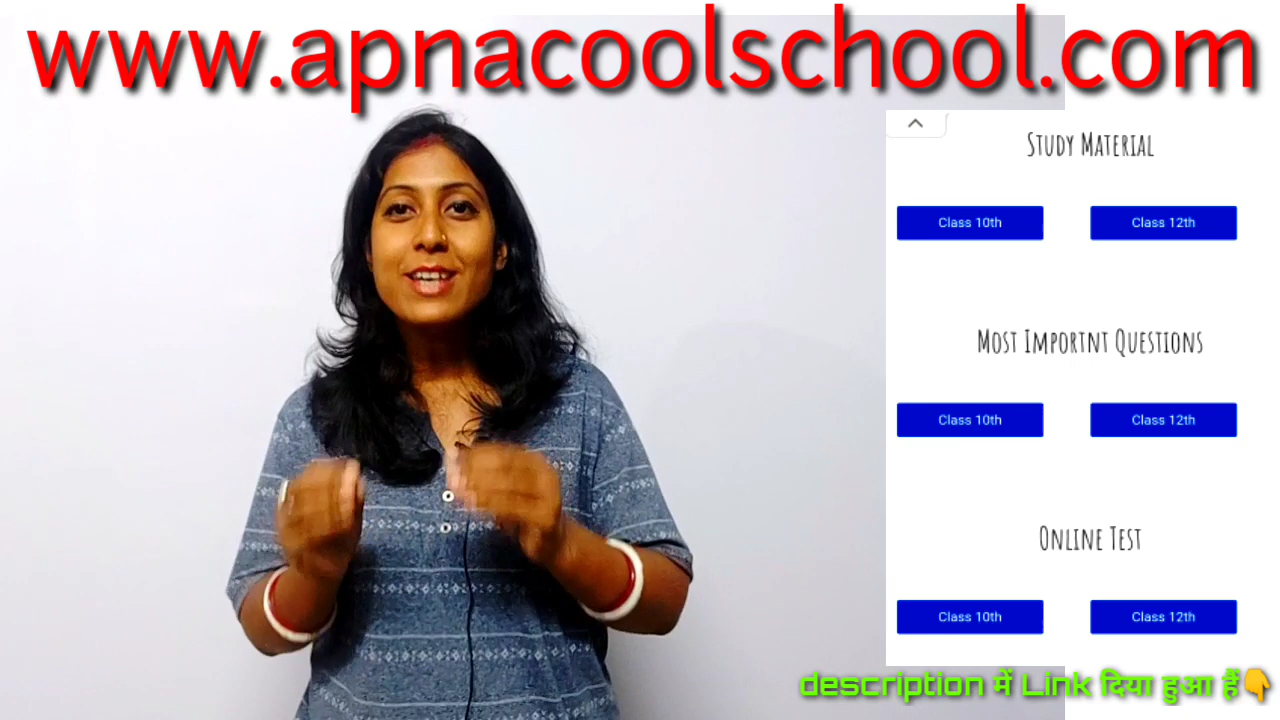 www.apnacoolschool.com
Study Material
Class 10th Class 12th
Most Importnt Questions
Class 10th Class 12th
Online Test
Class 10th Class 12th
description में Link दिया हुआ हैं👇